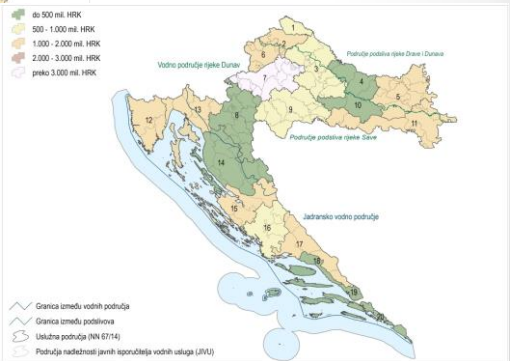 do 500 mil. HRK
500 - 1.000 mil. HRK
1.000 - 2.000 mil. HRK
2.000 - 3.000 mil. HRK
preko 3.000 mil. HRK
Vodno područje rijeke Dunav
Područje podsliva rijeke Drave i Dunava
1
2
6
3
7
4
5
9
10
11
Područje podsliva rijeke Save
12
13
8
14
15
Jadransko vodno područje
16
17
18
19
20
Granica između vodnih područja
Granica između podslivova
Uslužna područja (NN 67/14)
Područja nadležnosti javnih isporučitelja vodnih usluga (JIVU)